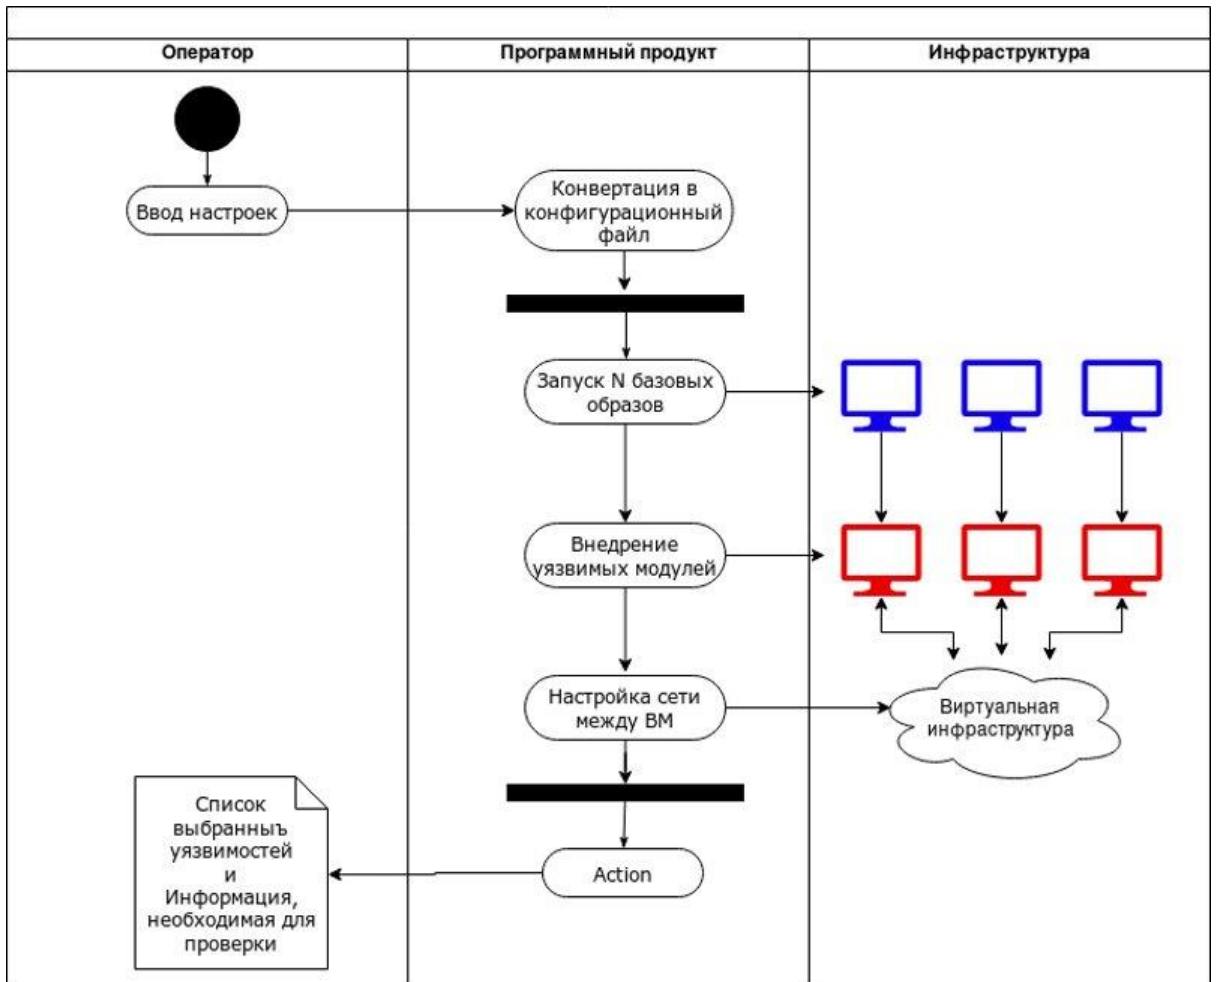 Оператор
Программный продукт
Инфраструктура
Ввод настроек
Конвертация в
конфигурационный
файл
Запуск N базовых
образов
Внедрение
уязвимых модулей
Настройка сети
между ВМ
Виртуальная
инфраструктура
Action
Список
выбранныъ
уязвимостей
и
Информация,
необходимая для
проверки